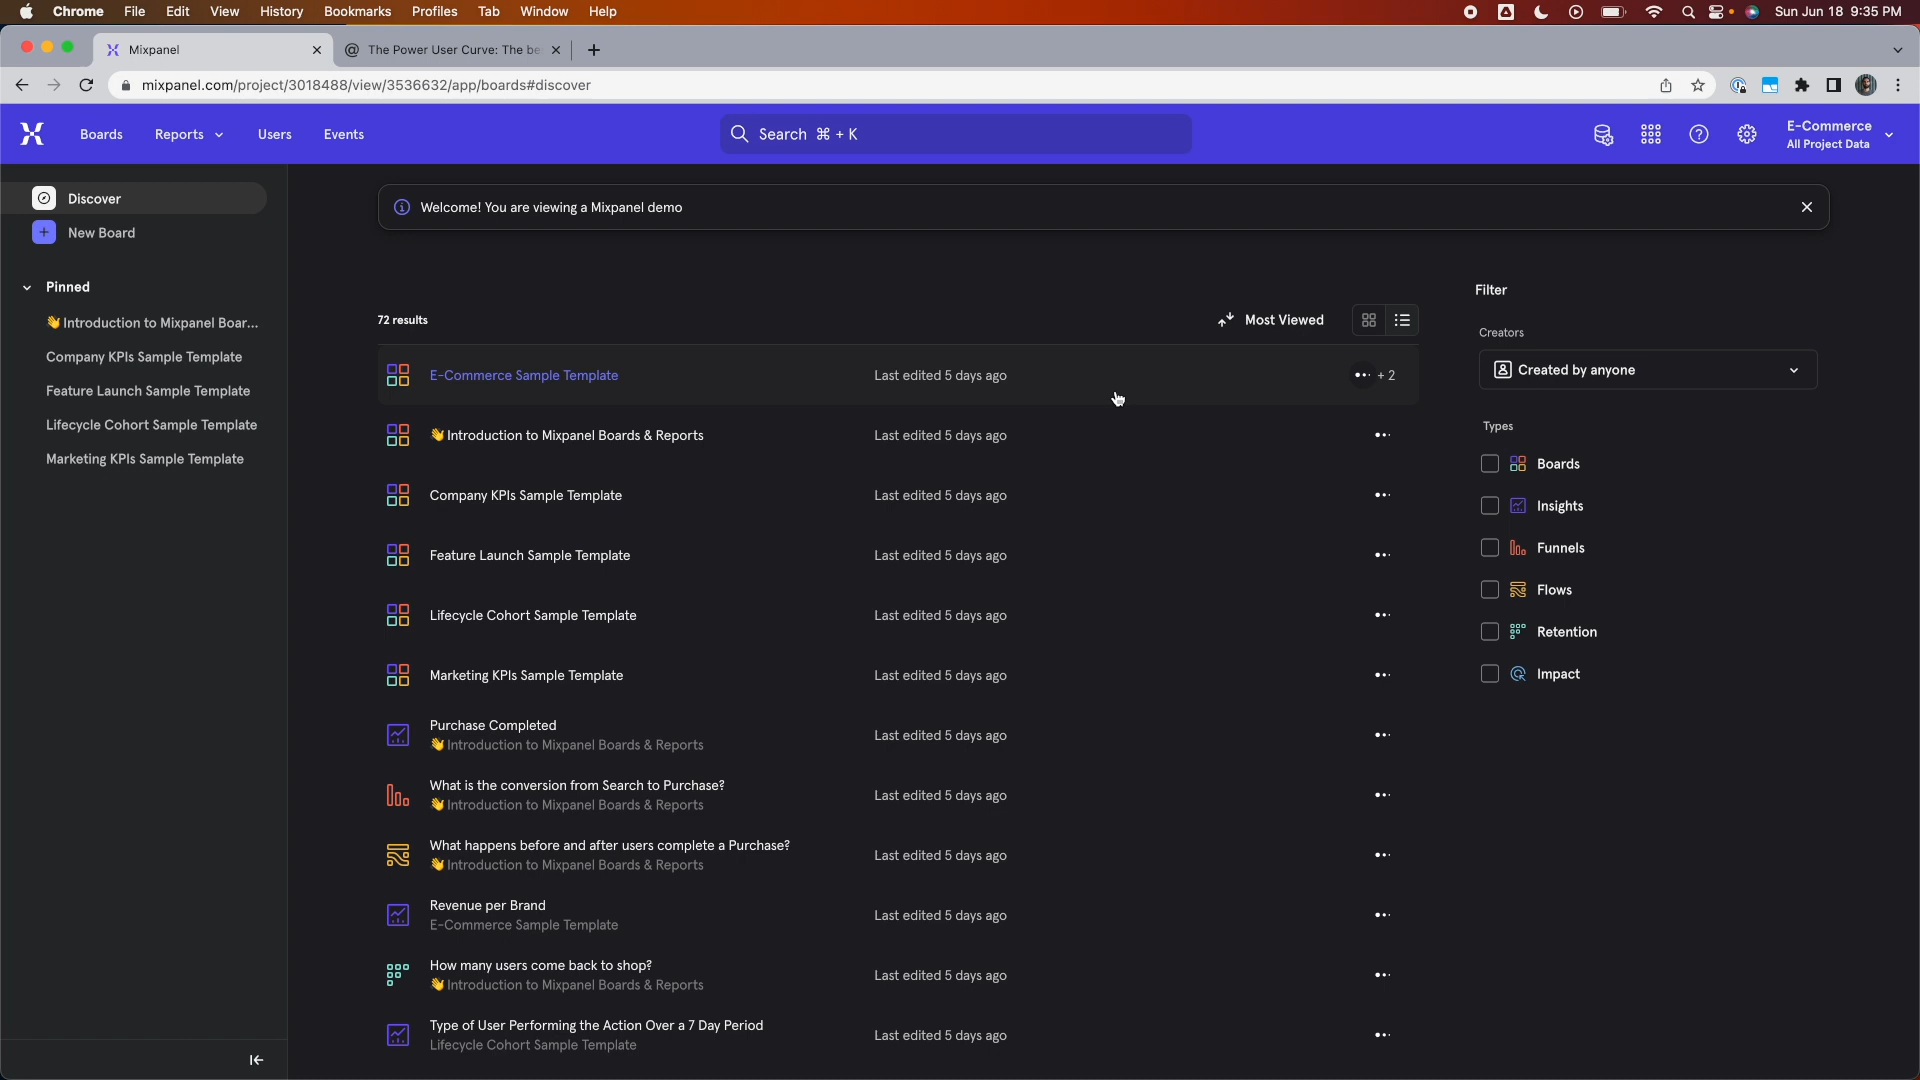 Chrome File Edit View History Bookmarks Profiles Tab Window Help Sun Jun 18 9:35 PM
Mixpanel The Power User Curve: The be
mixpanel.com/project/3018488/view/3536632/app/boards#discover
Boards Reports Users Events Search ⌘ + K E-Commerce
All Project Data
Discover
New Board
Pinned
👋 Introduction to Mixpanel Boar...
Company KPIs Sample Template
Feature Launch Sample Template
Lifecycle Cohort Sample Template
Marketing KPIs Sample Template
Welcome! You are viewing a Mixpanel demo
72 results Most Viewed
E-Commerce Sample Template Last edited 5 days ago + 2
👋 Introduction to Mixpanel Boards & Reports Last edited 5 days ago
Company KPIs Sample Template Last edited 5 days ago
Feature Launch Sample Template Last edited 5 days ago
Lifecycle Cohort Sample Template Last edited 5 days ago
Marketing KPIs Sample Template Last edited 5 days ago
Purchase Completed
👋 Introduction to Mixpanel Boards & Reports Last edited 5 days ago
What is the conversion from Search to Purchase?
👋 Introduction to Mixpanel Boards & Reports Last edited 5 days ago
What happens before and after users complete a Purchase?
👋 Introduction to Mixpanel Boards & Reports Last edited 5 days ago
Revenue per Brand
E-Commerce Sample Template Last edited 5 days ago
How many users come back to shop?
👋 Introduction to Mixpanel Boards & Reports Last edited 5 days ago
Type of User Performing the Action Over a 7 Day Period
Lifecycle Cohort Sample Template Last edited 5 days ago
Filter
Creators
Created by anyone
Types
Boards
Insights
Funnels
Flows
Retention
Impact